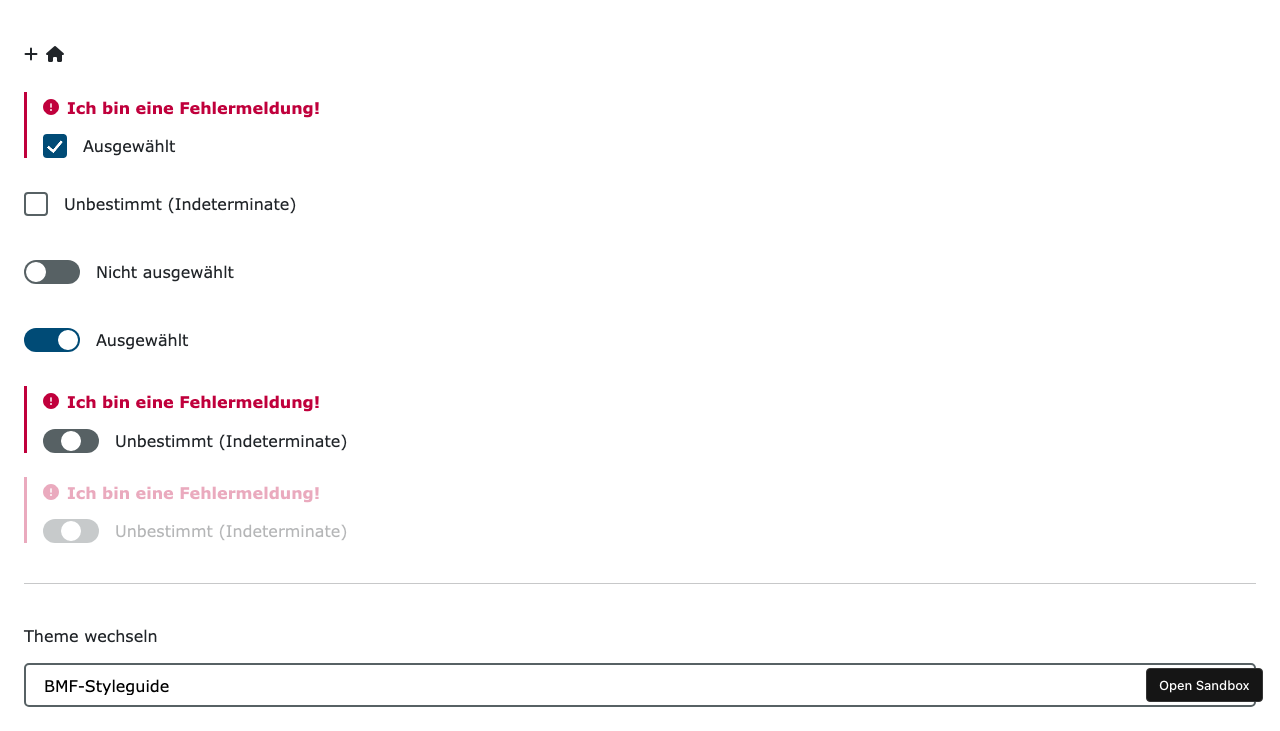 Ich bin eine Fehlermeldung!
Ausgewählt
Unbestimmt (Indeterminate)
Nicht ausgewählt
Ausgewählt
Ich bin eine Fehlermeldung!
Unbestimmt (Indeterminate)
Ich bin eine Fehlermeldung!
Unbestimmt (Indeterminate)
Theme wechseln
BMF-Styleguide
Open Sandbox